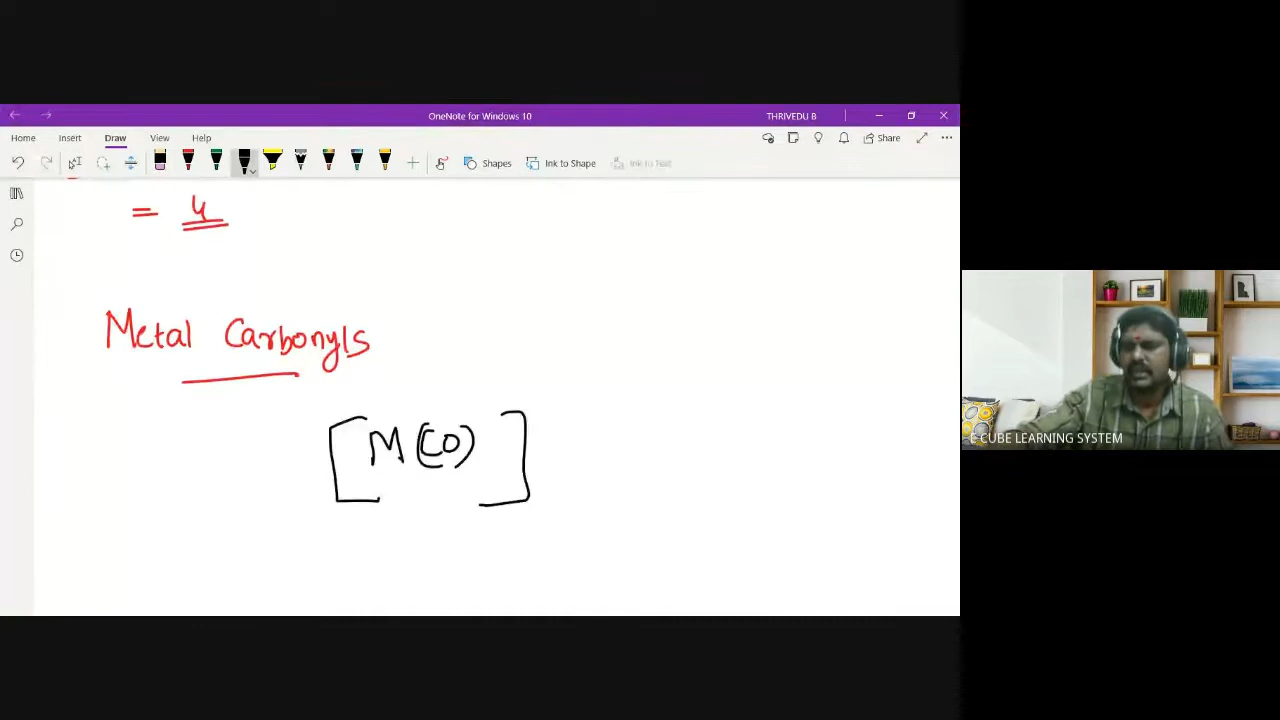 OneNote for Windows 10
THRIVEDU B
Home Insert Draw View Help
Share
Shapes Ink to Shape Ink to Text
= 4
Metal Carbonyls
[M(CO)]
E CUBE LEARNING SYSTEM